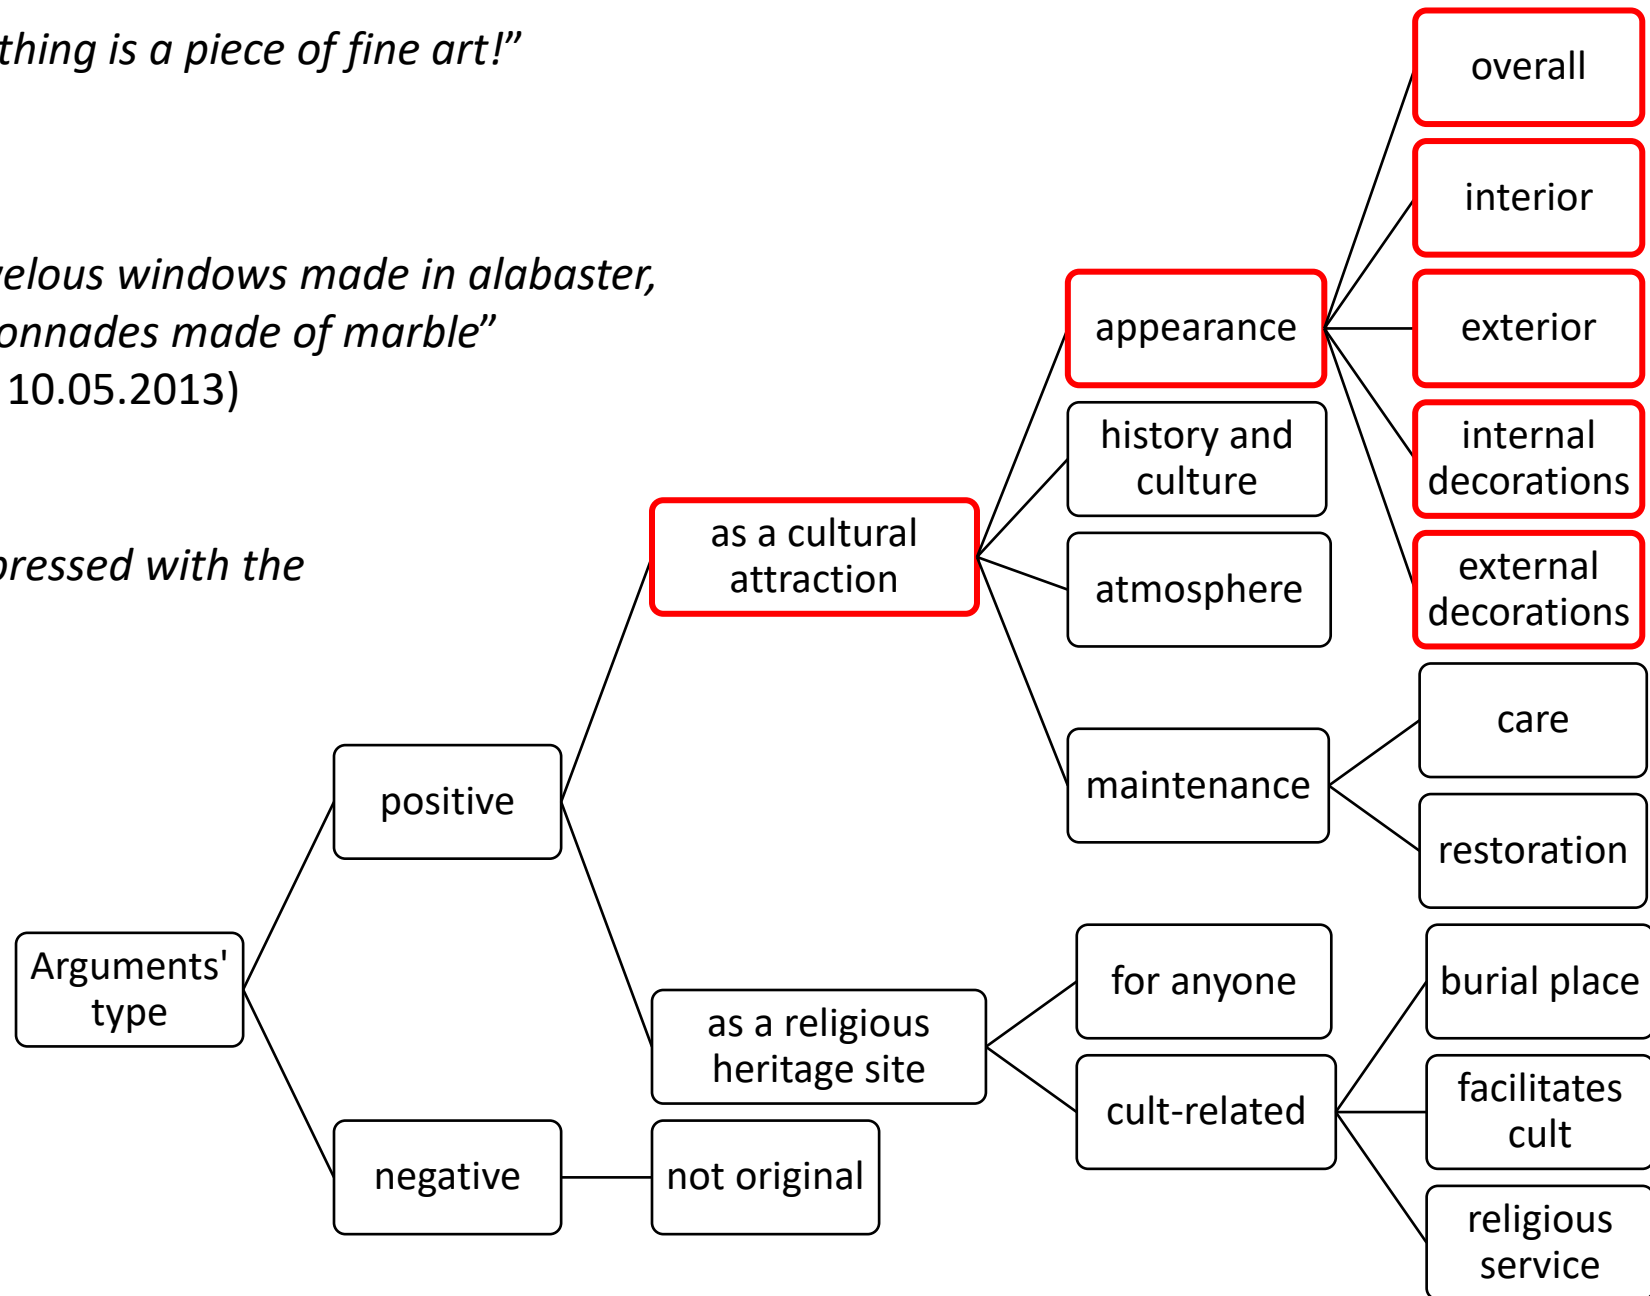 thing is a piece of fine art!”
velous windows made in alabaster,
onnades made of marble”
10.05.2013)
pressed with the
overall
interior
appearance
exterior
history and
culture
internal
decorations
as a cultural
attraction
atmosphere
external
decorations
care
positive
maintenance
restoration
Arguments'
type
for anyone
burial place
as a religious
heritage site
cult-related
facilitates
cult
negative
not original
religious
service